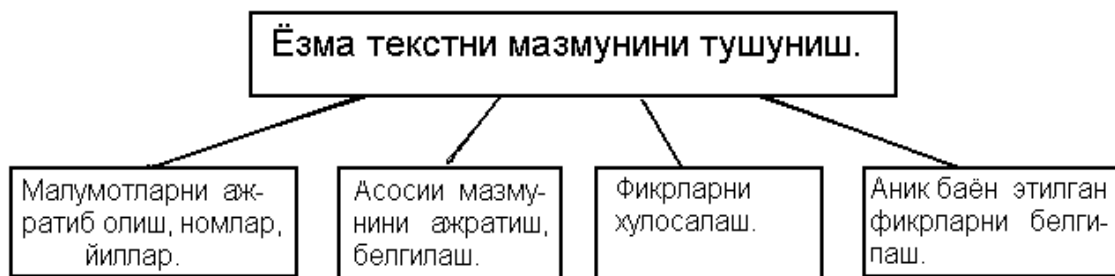 Ёзма текстни мазмунини тушуниш.
Малумотларни аж-
ратиб олиш, номлар,
йиллар.
Асосии мазму-
нини ажратиш,
белгилаш.
Фикрларни
хулосалаш.
Аник баён этилган
фикрларни белги-
лаш.